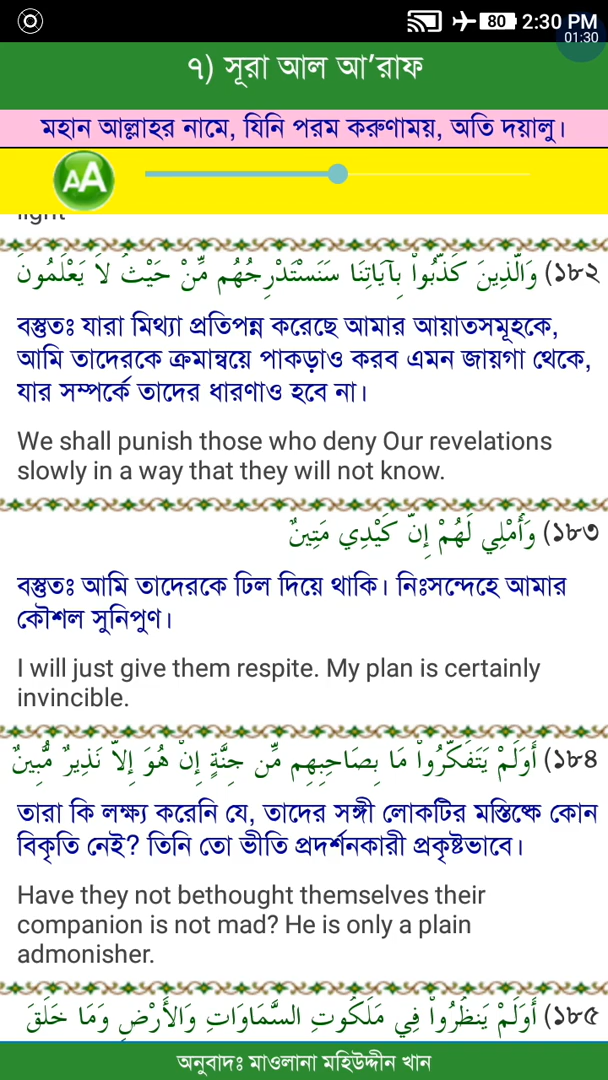 80 2:30 PM
01:30
৭) সূরা আল আ’রাফ
মহান আল্লাহর নামে, যিনি পরম করুণাময়, অতি দয়ালু।
AA
light
১৮২) وَالَّذِينَ كَذَّبُواْ بِآيَاتِنَا سَنَسْتَدْرِجُهُم مِّنْ حَيْثُ لاَ يَعْلَمُونَ
বস্তুতঃ যারা মিথ্যা প্রতিপন্ন করেছে আমার আয়াতসমূহকে,
আমি তাদেরকে ক্রমান্বয়ে পাকড়াও করব এমন জায়গা থেকে,
যার সম্পর্কে তাদের ধারণাও হবে না।
We shall punish those who deny Our revelations
slowly in a way that they will not know.
১৮৩) وَأُمْلِي لَهُمْ إِنَّ كَيْدِي مَتِينٌ
বস্তুতঃ আমি তাদেরকে ঢিল দিয়ে থাকি। নিঃসন্দেহে আমার
কৌশল সুনিপুণ।
I will just give them respite. My plan is certainly
invincible.
১৮৪) أَوَلَمْ يَتَفَكَّرُواْ مَا بِصَاحِبِهِم مِّن جِنَّةٍ إِنْ هُوَ إِلاَّ نَذِيرٌ مُّبِينٌ
তারা কি লক্ষ্য করেনি যে, তাদের সঙ্গী লোকটির মস্তিষ্কে কোন
বিকৃতি নেই? তিনি তো ভীতি প্রদর্শনকারী প্রকৃষ্টভাবে।
Have they not bethought themselves their
companion is not mad? He is only a plain
admonisher.
১৮৫) أَوَلَمْ يَنظُرُواْ فِي مَلَكُوتِ السَّمَاوَاتِ وَالأَرْضِ وَمَا خَلَقَ
অনুবাদঃ মাওলানা মহিউদ্দীন খান